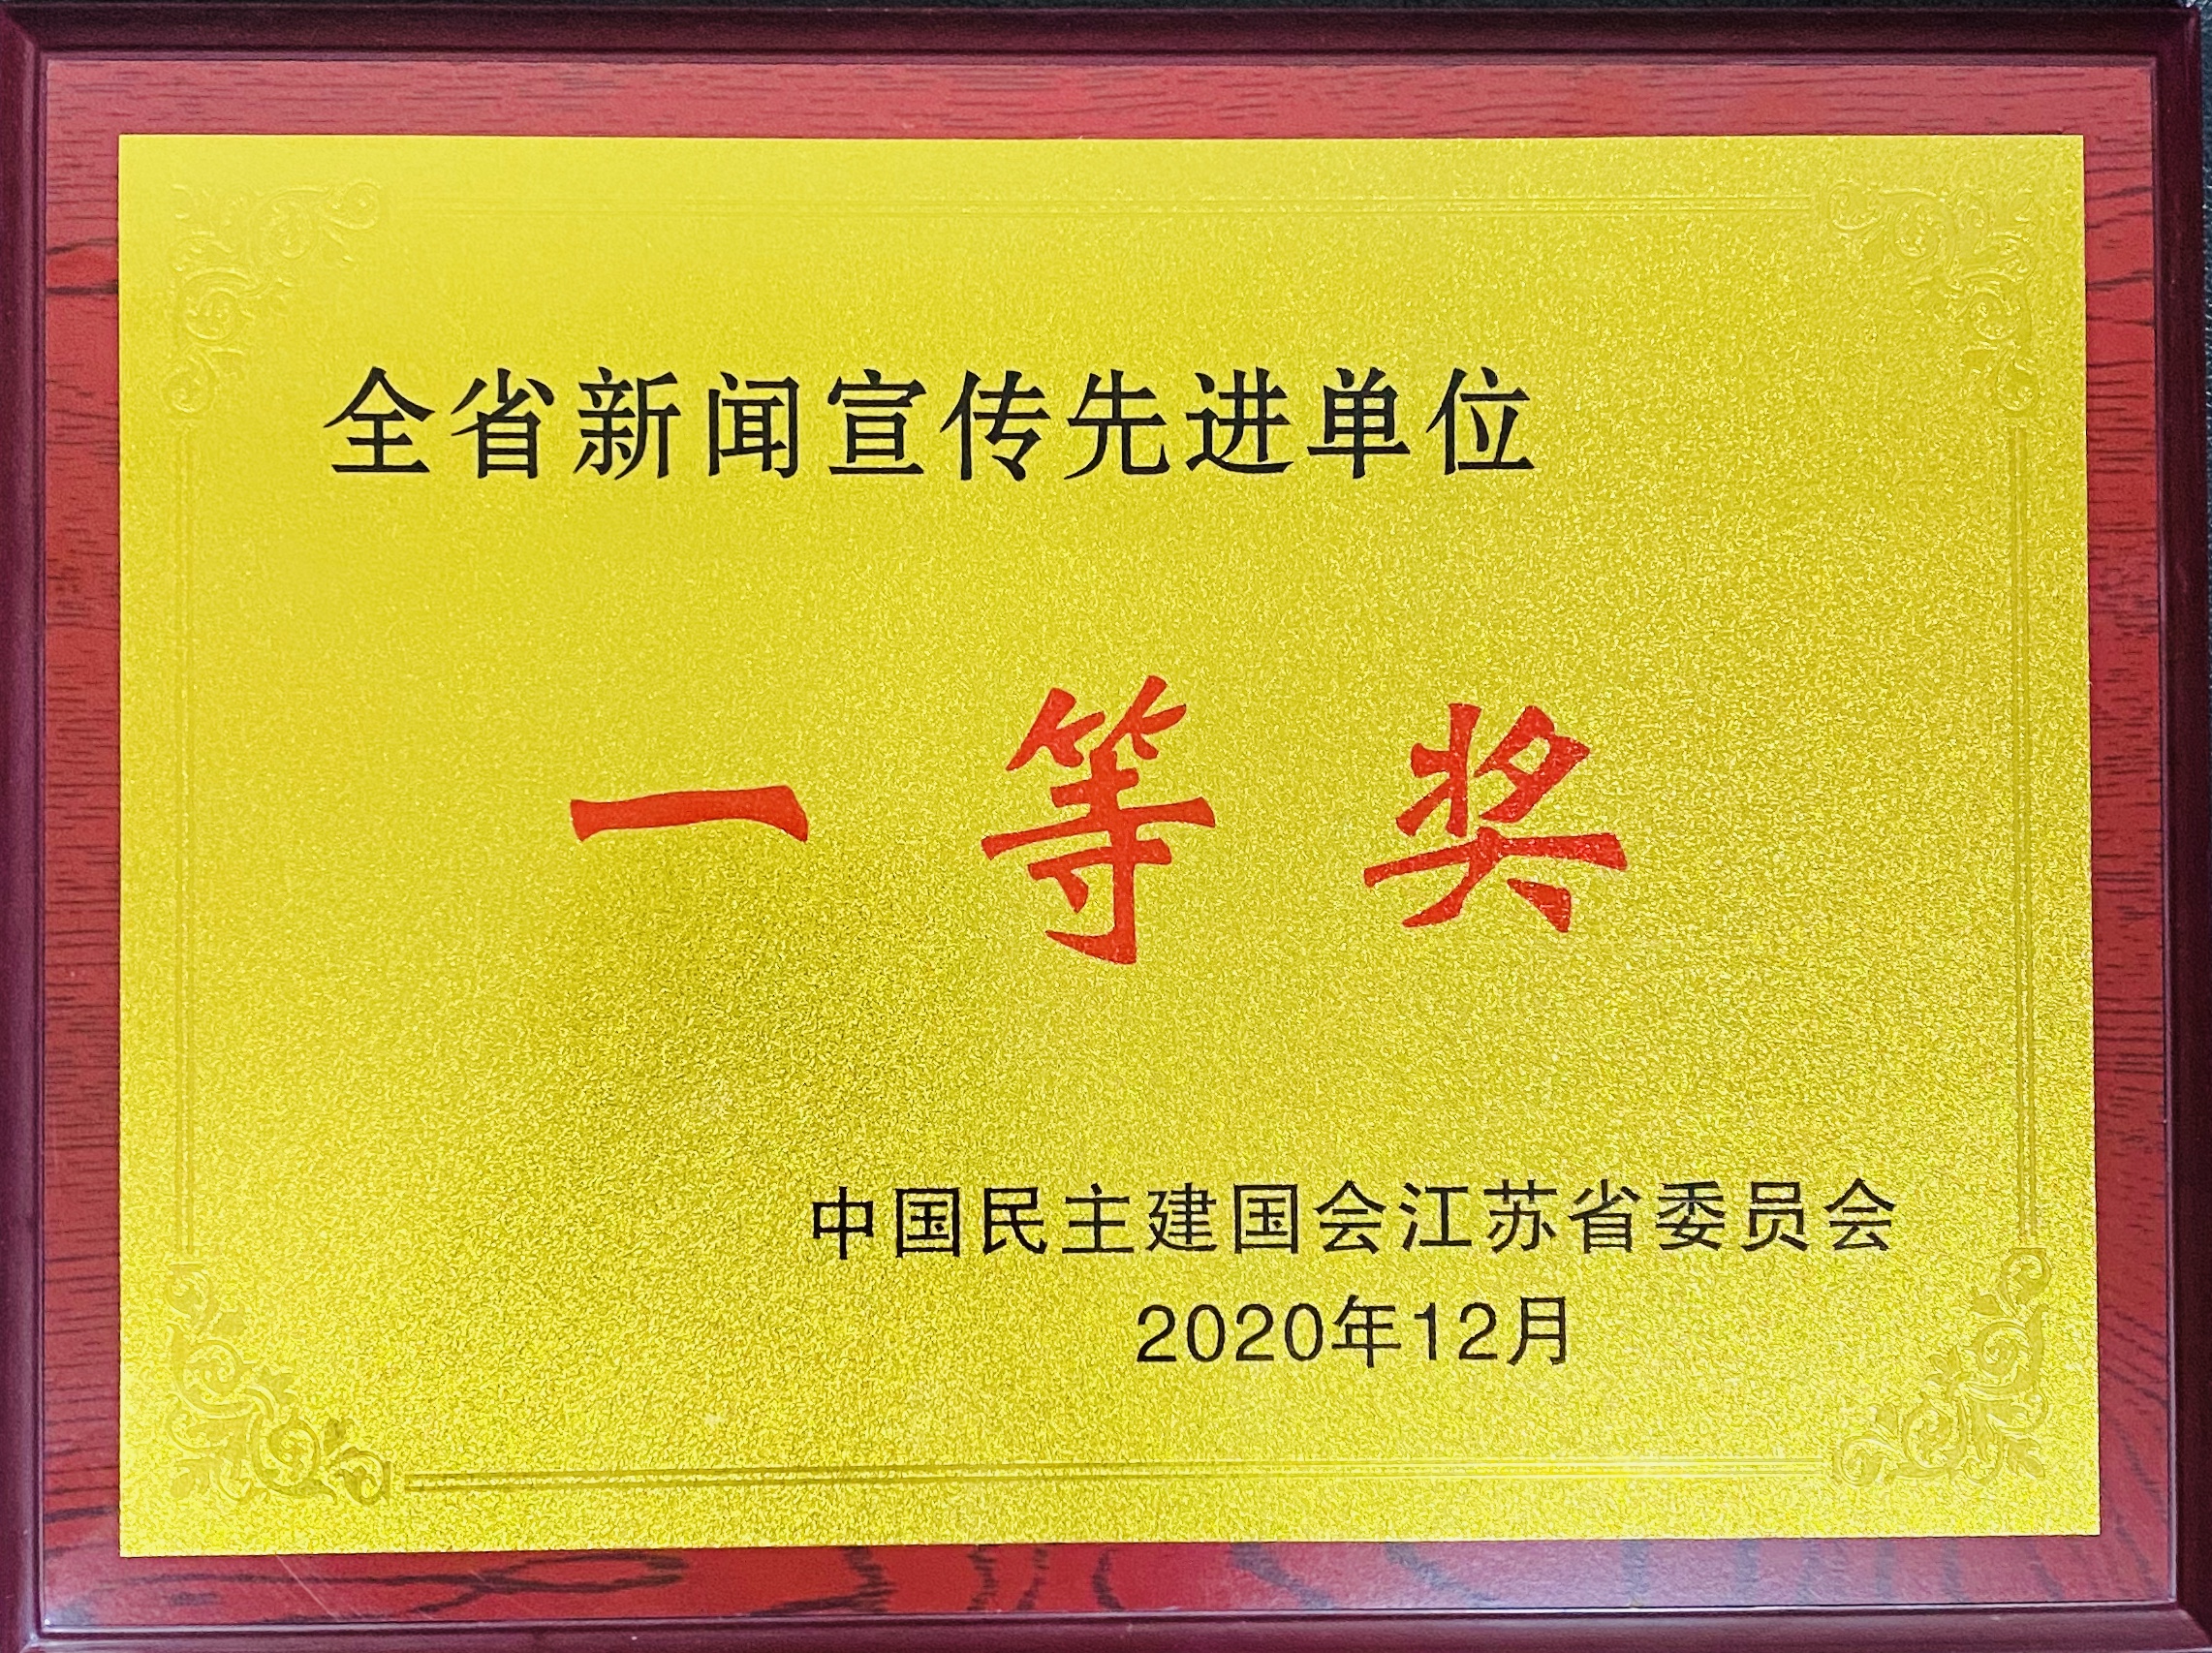 全省新闻宣传先进单位
一等奖
中国民主建国会江苏省委员会
2020年12月